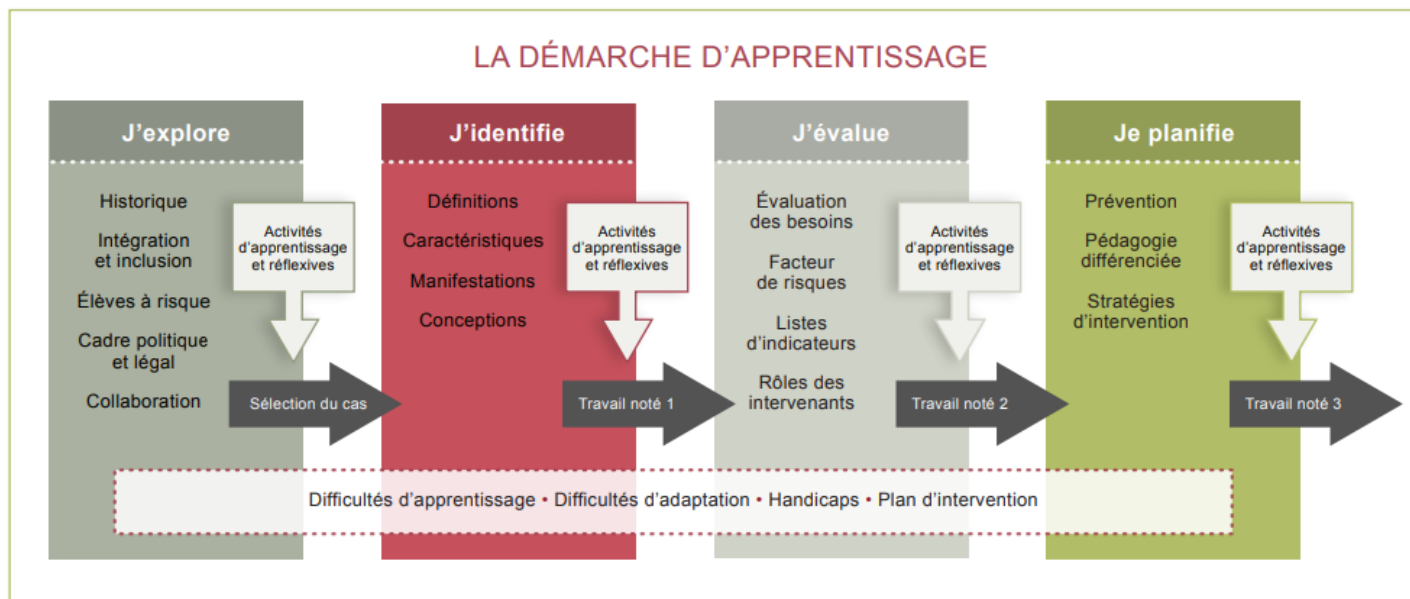 LA DÉMARCHE D'APPRENTISSAGE
J'explore
Historique
Intégration
et inclusion
Élèves à risque
Cadre politique
et légal
Collaboration
Activités
d'apprentissage
et réflexives
Sélection du cas
J'identifie
Définitions
Caractéristiques
Manifestations
Conceptions
Activités
d'apprentissage
et réflexives
Travail noté 1
J'évalue
Évaluation
des besoins
Facteur
de risques
Listes
d'indicateurs
Rôles des
intervenants
Activités
d'apprentissage
et réflexives
Travail noté 2
Je planifie
Prévention
Pédagogie
différenciée
Stratégies
d'intervention
Activités
d'apprentissage
et réflexives
Travail noté 3
Difficultés d'apprentissage • Difficultés d'adaptation • Handicaps • Plan d'intervention